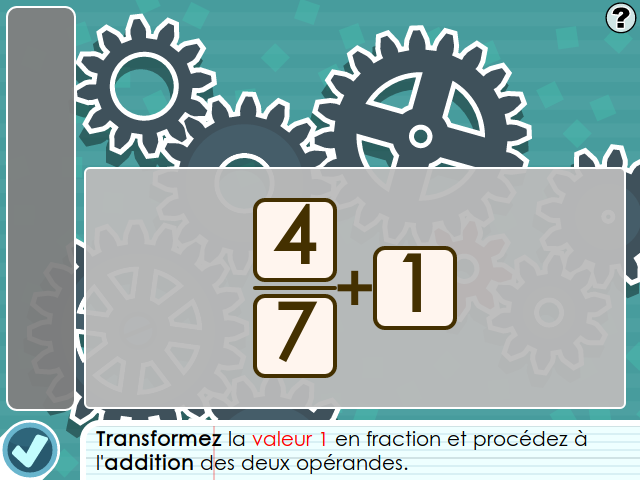 ?
4
7
+
1
Transformez la valeur 1 en fraction et procédez à
l'addition des deux opérandes.